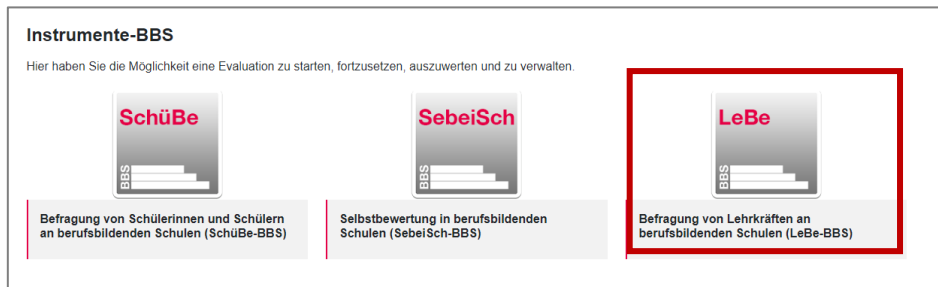 Instrumente-BBS
Hier haben Sie die Möglichkeit eine Evaluation zu starten, fortzusetzen, auszuwerten und zu verwalten.
SchüBe
BBS
Befragung von Schülerinnen und Schülern
an berufsbildenden Schulen (SchüBe-BBS)
SebeiSch
BBS
Selbstbewertung in berufsbildenden
Schulen (SebeiSch-BBS)
LeBe
BBS
Befragung von Lehrkräften an
berufsbildenden Schulen (LeBe-BBS)